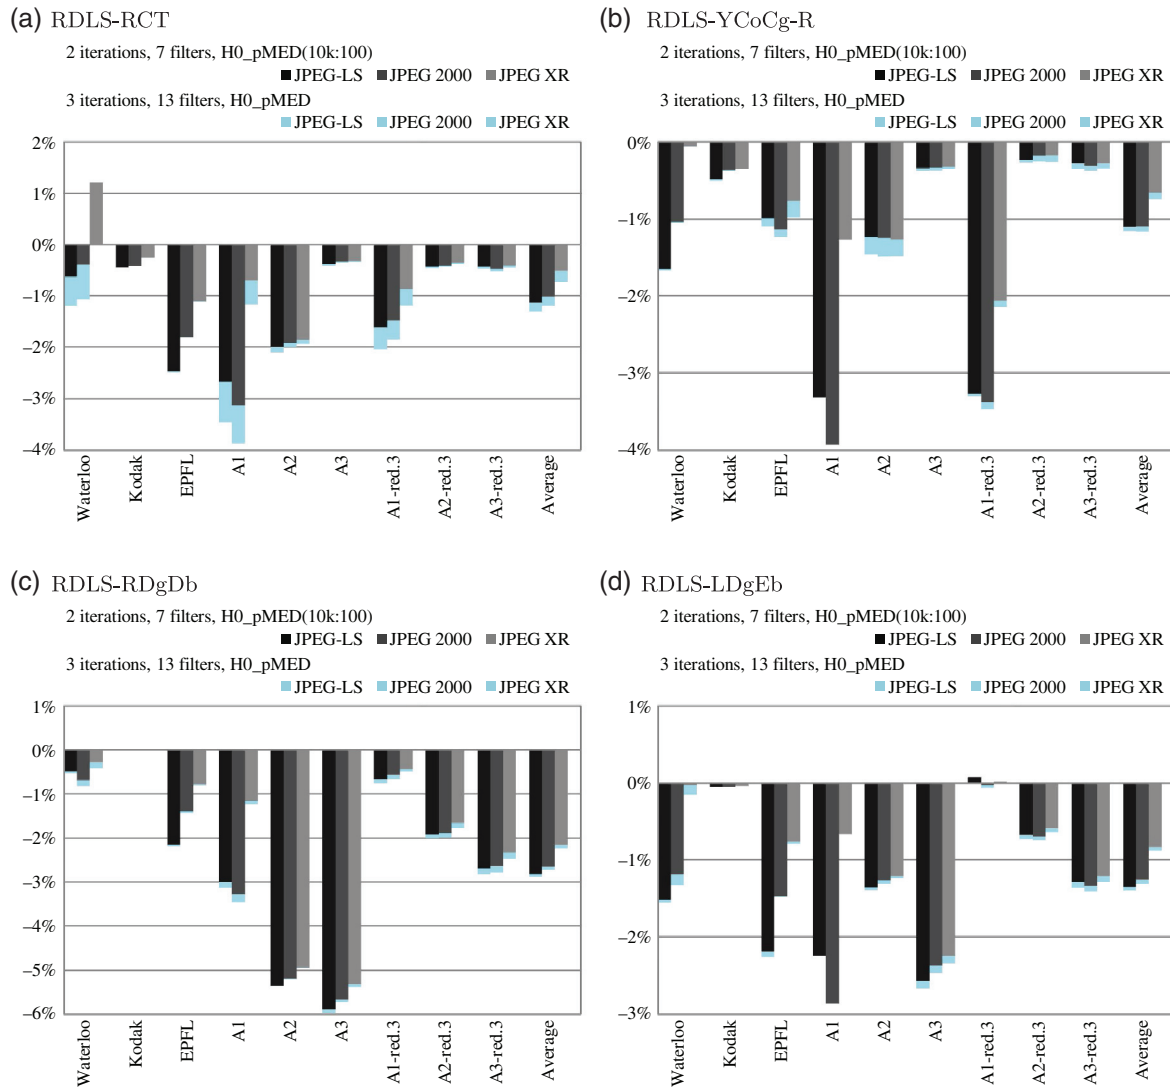 (a) RDLS-RCT
2 iterations, 7 filters, H0_pMED(10k:100)
JPEG-LS JPEG 2000 JPEG XR
3 iterations, 13 filters, H0_pMED
JPEG-LS JPEG 2000 JPEG XR
2%
1%
0%
−1%
−2%
−3%
−4%
Waterloo
Kodak
EPFL
A1
A2
A3
A1-red.3
A2-red.3
A3-red.3
Average
(b) RDLS-YCoCg-R
2 iterations, 7 filters, H0_pMED(10k:100)
JPEG-LS JPEG 2000 JPEG XR
3 iterations, 13 filters, H0_pMED
JPEG-LS JPEG 2000 JPEG XR
0%
−1%
−2%
−3%
−4%
Waterloo
Kodak
EPFL
A1
A2
A3
A1-red.3
A2-red.3
A3-red.3
Average
(c) RDLS-RDgDb
2 iterations, 7 filters, H0_pMED(10k:100)
JPEG-LS JPEG 2000 JPEG XR
3 iterations, 13 filters, H0_pMED
JPEG-LS JPEG 2000 JPEG XR
1%
0%
−1%
−2%
−3%
−4%
−5%
−6%
Waterloo
Kodak
EPFL
A1
A2
A3
A1-red.3
A2-red.3
A3-red.3
Average
(d) RDLS-LDgEb
2 iterations, 7 filters, H0_pMED(10k:100)
JPEG-LS JPEG 2000 JPEG XR
3 iterations, 13 filters, H0_pMED
JPEG-LS JPEG 2000 JPEG XR
1%
0%
−1%
−2%
−3%
Waterloo
Kodak
EPFL
A1
A2
A3
A1-red.3
A2-red.3
A3-red.3
Average